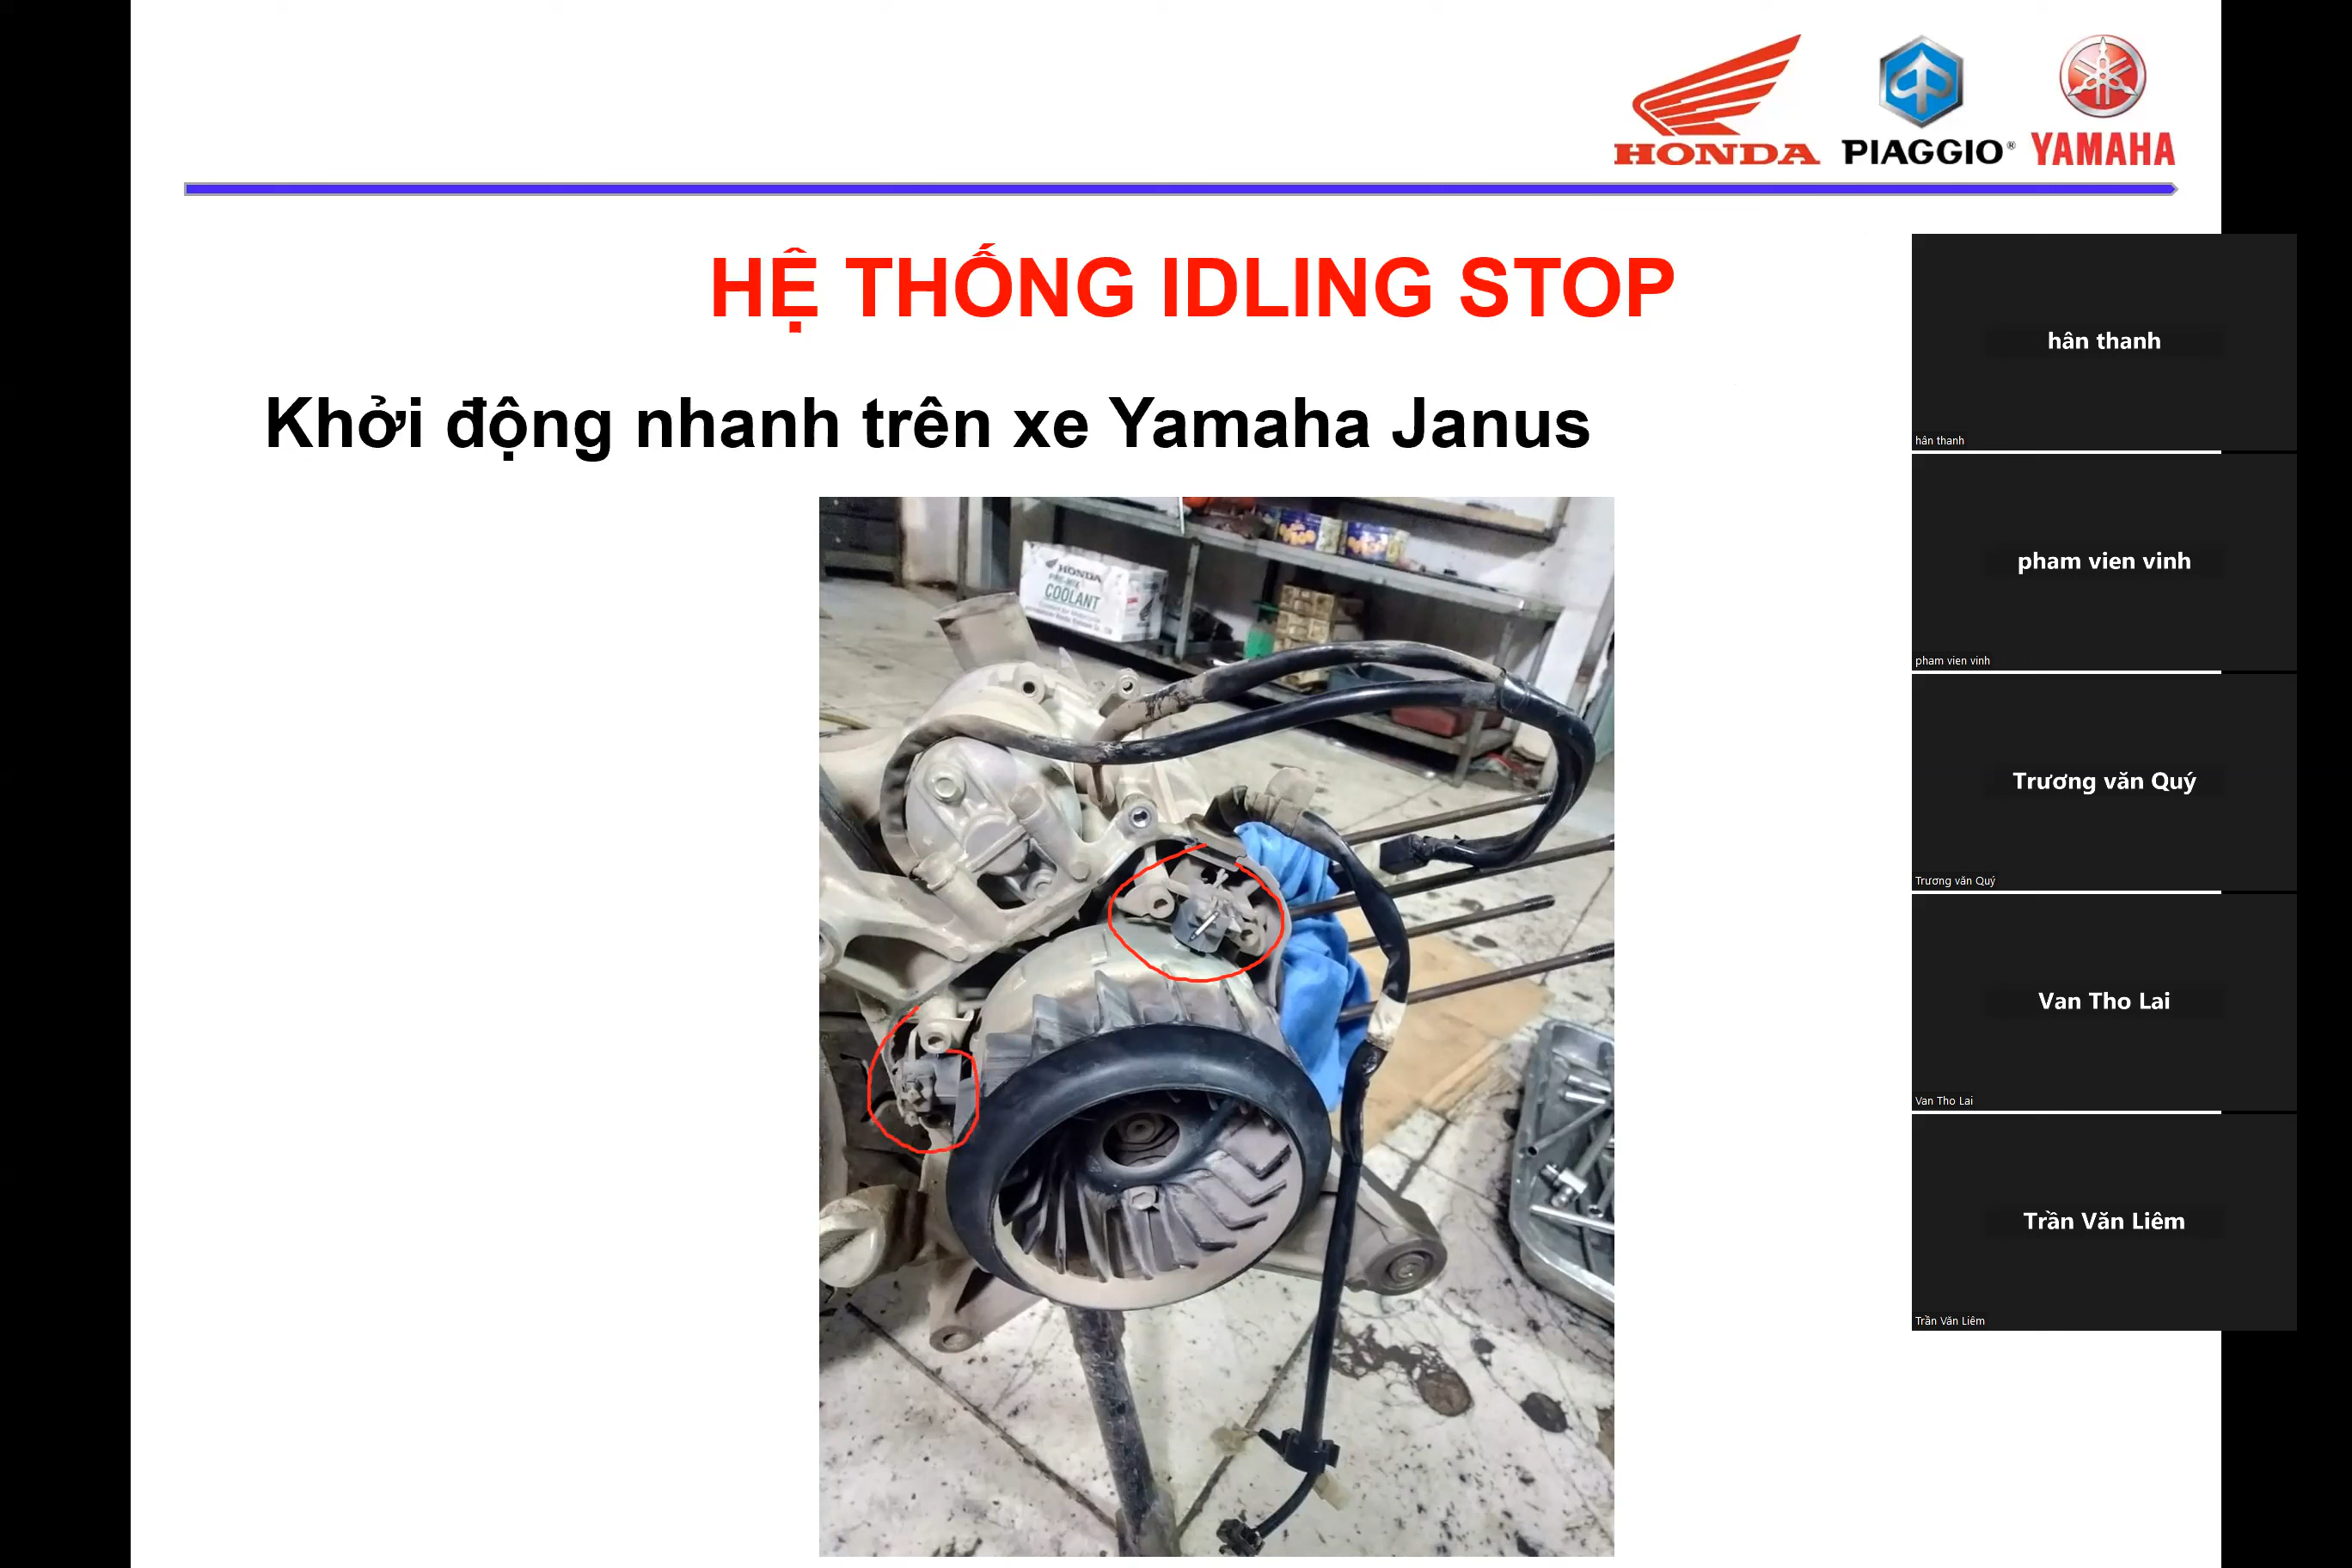 HONDA
PIAGGIO®
YAMAHA
HỆ THỐNG IDLING STOP
Khởi động nhanh trên xe Yamaha Janus
HONDA
PRE-MIX
COOLANT
hân thanh
hân thanh
pham vien vinh
pham vien vinh
Trương văn Quý
Trương văn Quý
Van Tho Lai
Van Tho Lai
Trần Văn Liêm
Trần Văn Liêm